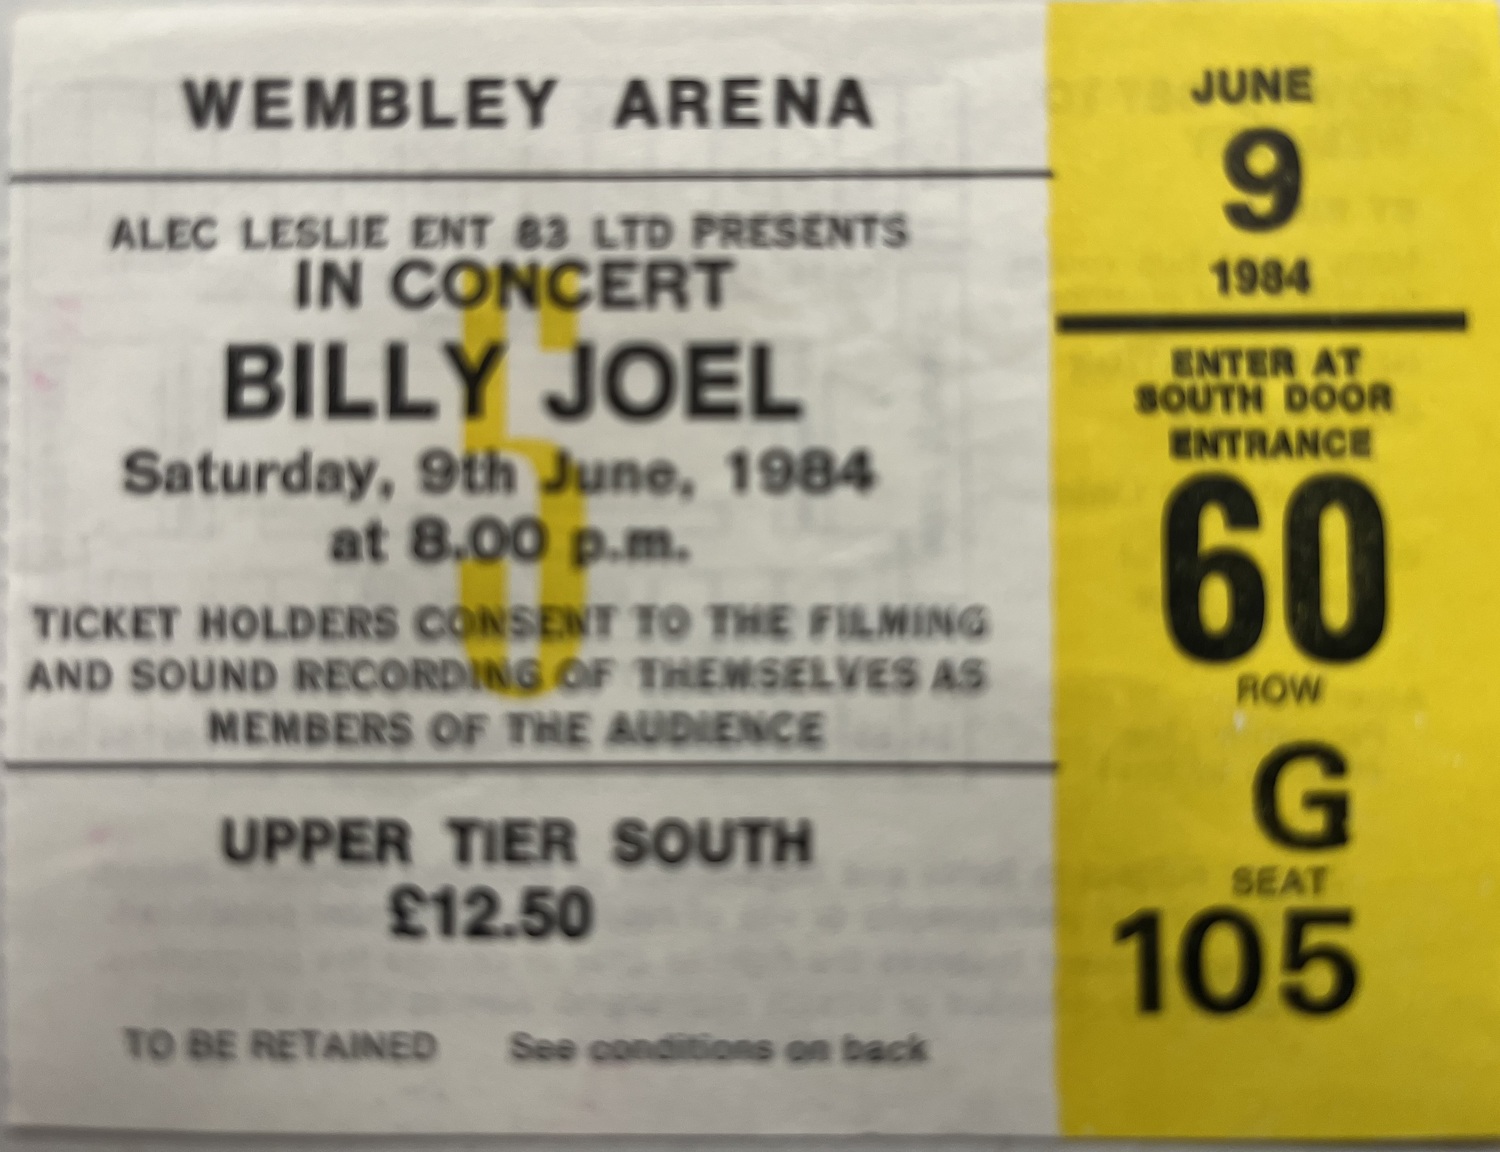 WEMBLEY ARENA
ALEC LESLIE ENT 83 LTD PRESENTS
IN CONCERT
BILLY JOEL
Saturday, 9th June, 1984
at 8.00 p.m.
TICKET HOLDERS CONSENT TO THE FILMING
AND SOUND RECORDING OF THEMSELVES AS
MEMBERS OF THE AUDIENCE
UPPER TIER SOUTH
£12.50
TO BE RETAINED See conditions on back
6
JUNE
9
1984
ENTER AT
SOUTH DOOR
ENTRANCE
60
ROW
G
SEAT
105